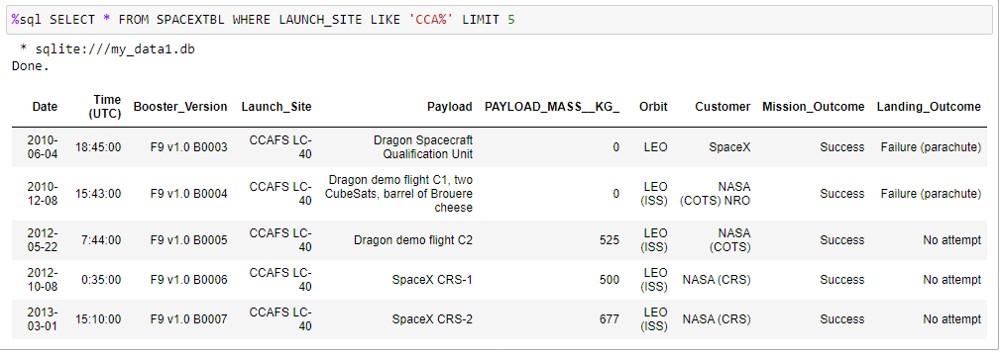 %sql SELECT * FROM SPACEXTBL WHERE LAUNCH_SITE LIKE 'CCA%' LIMIT 5
* sqlite:///my_data1.db
Done.
Date Time (UTC) Booster_Version Launch_Site Payload PAYLOAD_MASS__KG_ Orbit Customer Mission_Outcome Landing_Outcome
2010-06-04 18:45:00 F9 v1.0 B0003 CCAFS LC-40 Dragon Spacecraft Qualification Unit 0 LEO SpaceX Success Failure (parachute)
2010-12-08 15:43:00 F9 v1.0 B0004 CCAFS LC-40 Dragon demo flight C1, two CubeSats, barrel of Brouere cheese 0 LEO (ISS) NASA (COTS) NRO Success Failure (parachute)
2012-05-22 7:44:00 F9 v1.0 B0005 CCAFS LC-40 Dragon demo flight C2 525 LEO (ISS) NASA (COTS) Success No attempt
2012-10-08 0:35:00 F9 v1.0 B0006 CCAFS LC-40 SpaceX CRS-1 500 LEO (ISS) NASA (CRS) Success No attempt
2013-03-01 15:10:00 F9 v1.0 B0007 CCAFS LC-40 SpaceX CRS-2 677 LEO (ISS) NASA (CRS) Success No attempt